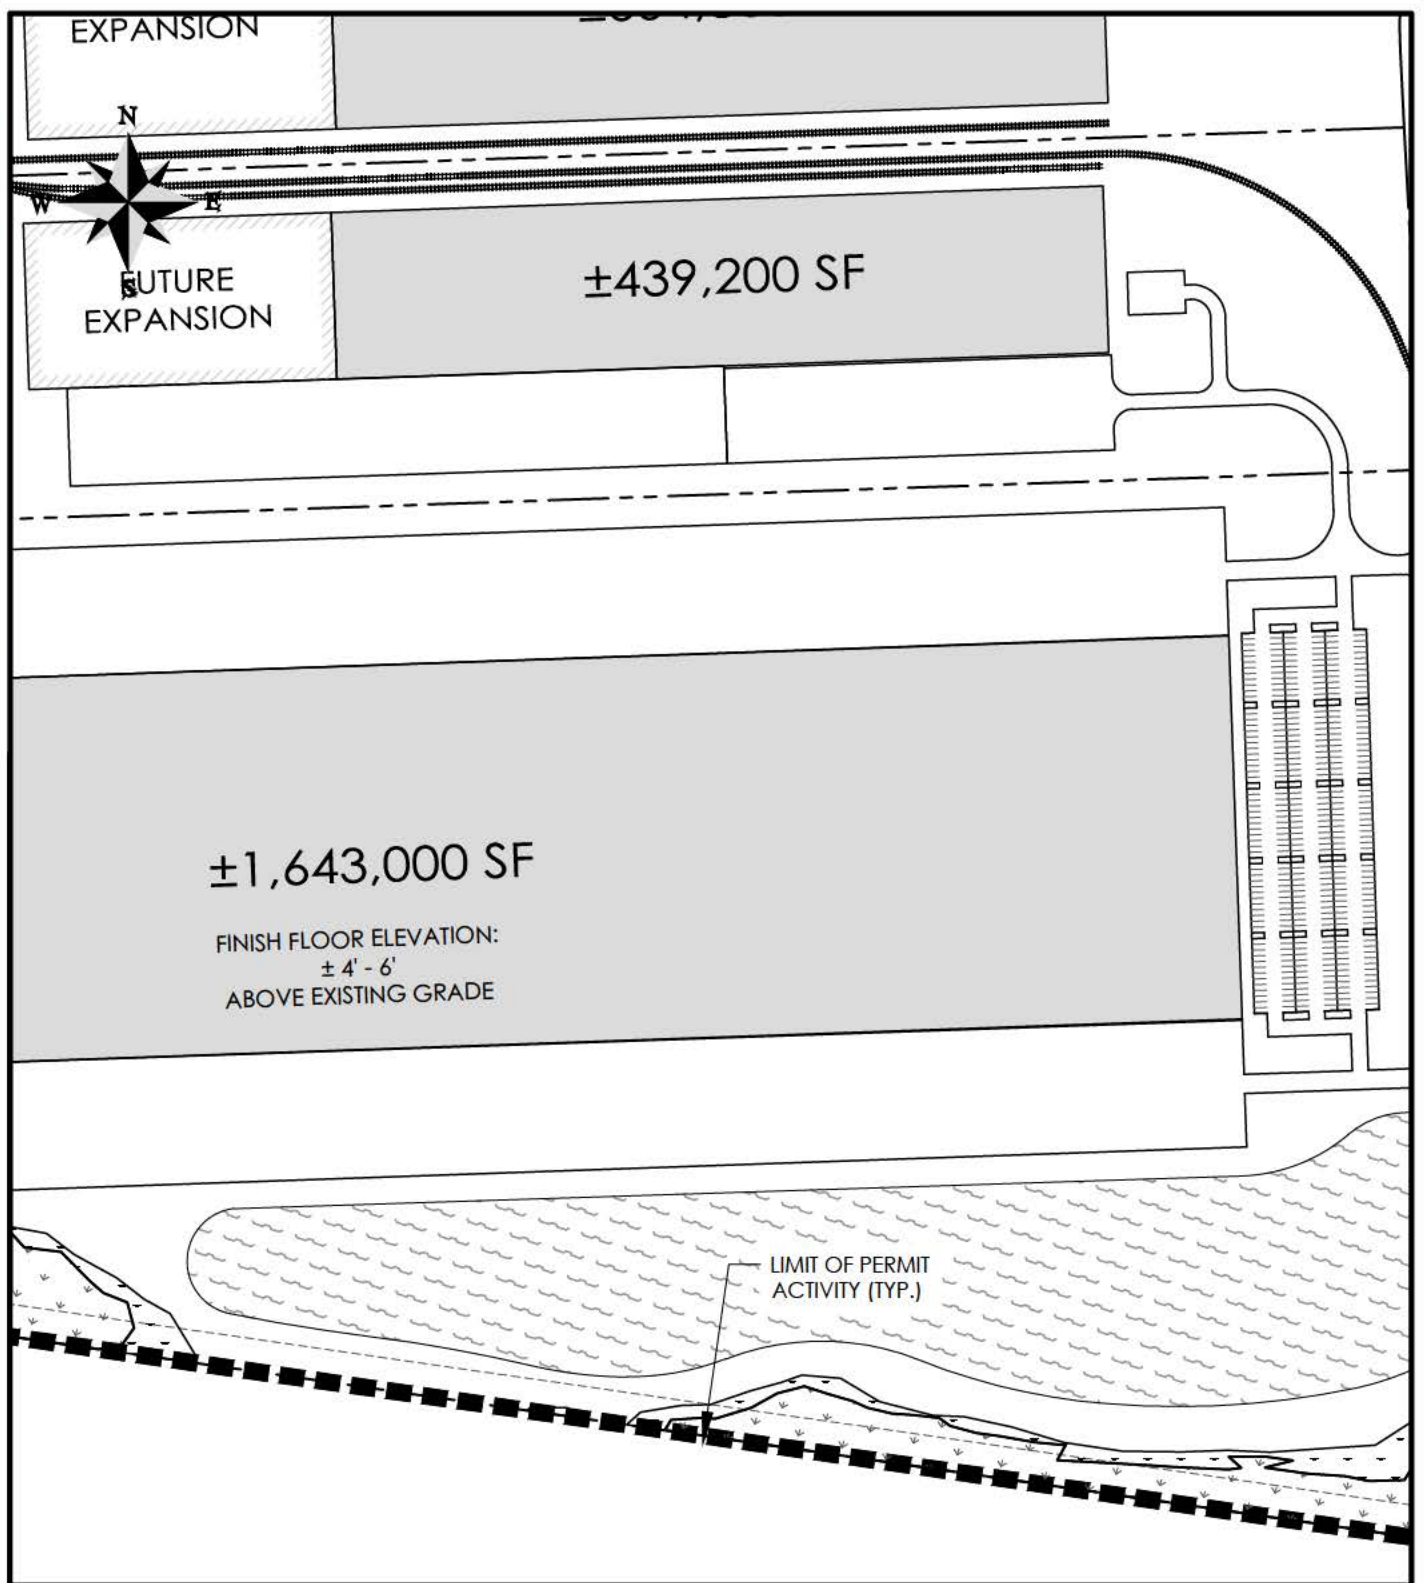 EXPANSION
N
W
E
S
±439,200 SF
FUTURE
EXPANSION
±1,643,000 SF
FINISH FLOOR ELEVATION:
± 4' - 6'
ABOVE EXISTING GRADE
LIMIT OF PERMIT
ACTIVITY (TYP.)